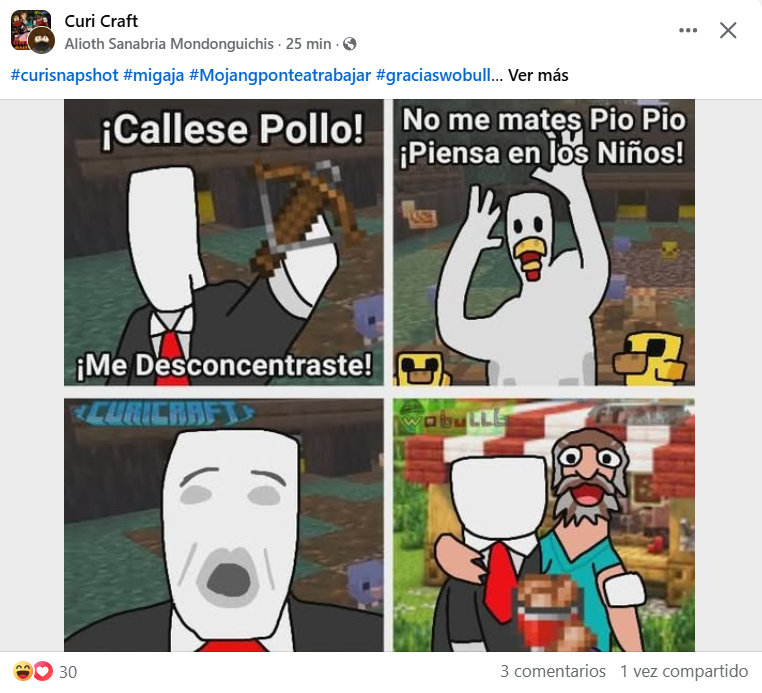 Curi Craft
Alioth Sanabria Mondonguichis · 25 min ·
#curisnapshot #migaja #Mojangponteatrabajar #graciaswobull... Ver más
¡Callese Pollo!
¡Me Desconcentraste!
No me mates Pio Pio
¡Piensa en los Niños!
CURICRAFT
Wobullb
30
3 comentarios 1 vez compartido